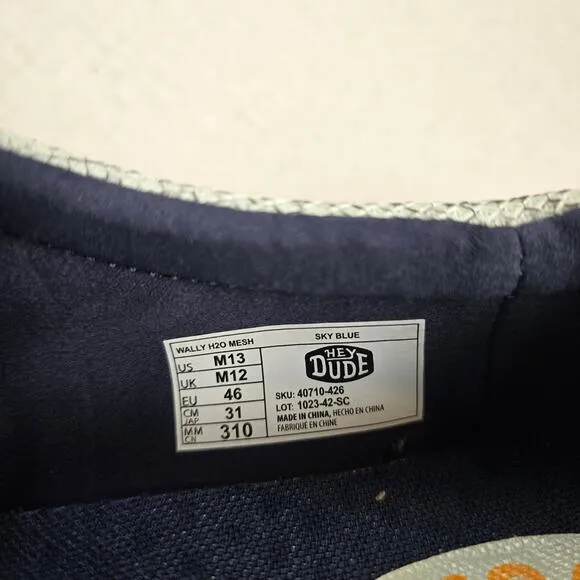 WALLY H2O MESH
US M13
UK M12
EU 46
CM JAP 31
MM CN 310
SKY BLUE
HEY
DUDE
SKU: 40710-426
LOT: 1023-42-SC
MADE IN CHINA, HECHO EN CHINA
FABRIQUÉ EN CHINE